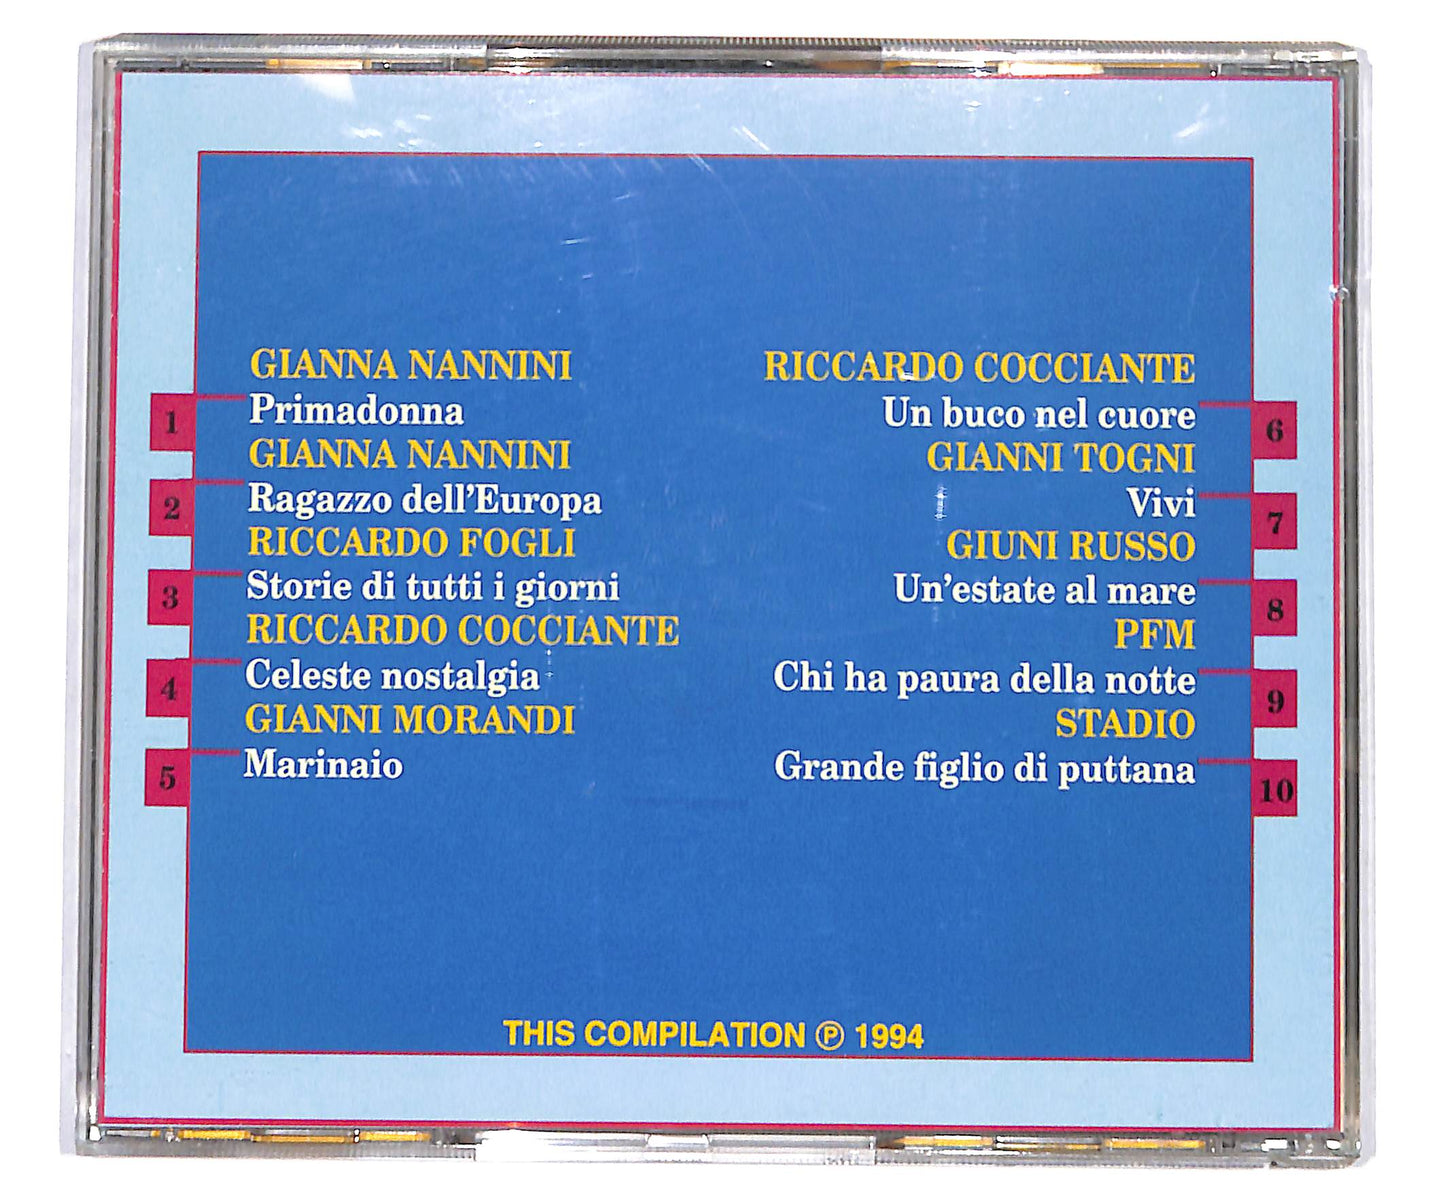 GIANNA NANNINI
1 Primadonna
GIANNA NANNINI
2 Ragazzo dell'Europa
RICCARDO FOGLI
3 Storie di tutti i giorni
RICCARDO COCCIANTE
4 Celeste nostalgia
GIANNI MORANDI
5 Marinaio
RICCARDO COCCIANTE
Un buco nel cuore 6
GIANNI TOGNI
Vivi 7
GIUNI RUSSO
Un'estate al mare 8
PFM
Chi ha paura della notte 9
STADIO
Grande figlio di puttana 10
THIS COMPILATION ℗ 1994